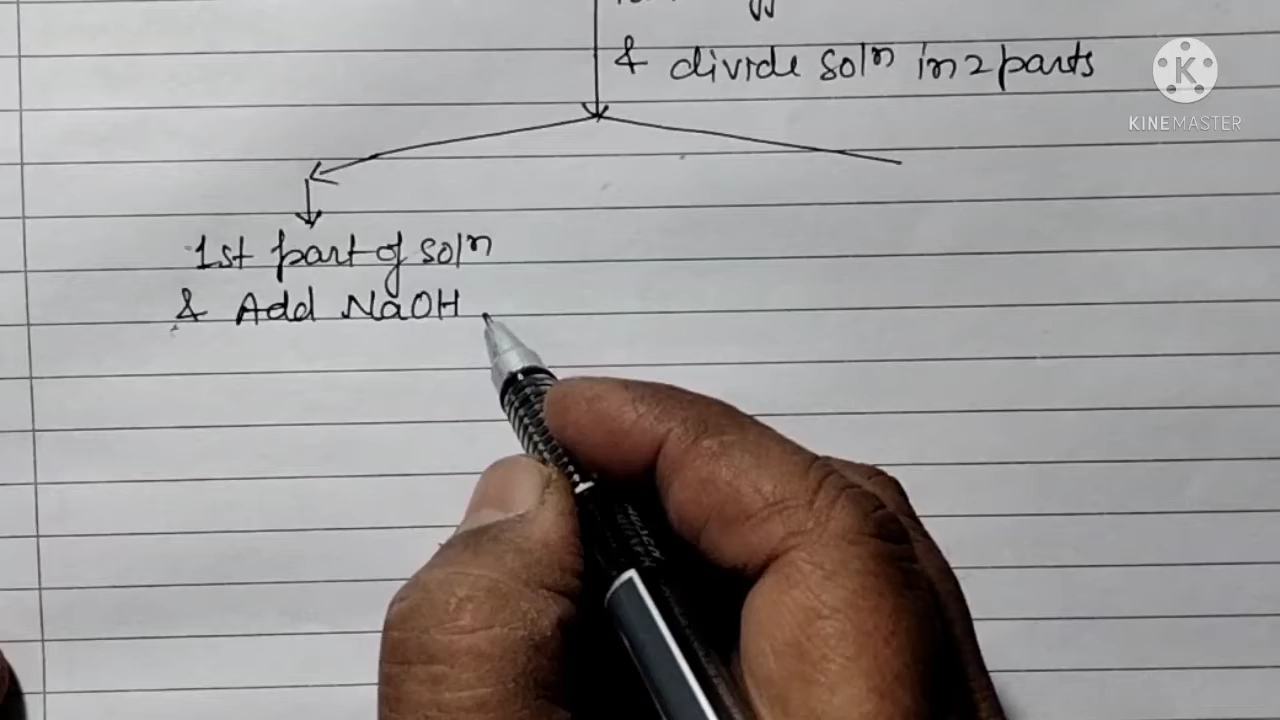 & divide solⁿ in 2 parts
K
KINEMASTER
1st part of solⁿ
& Add NaOH